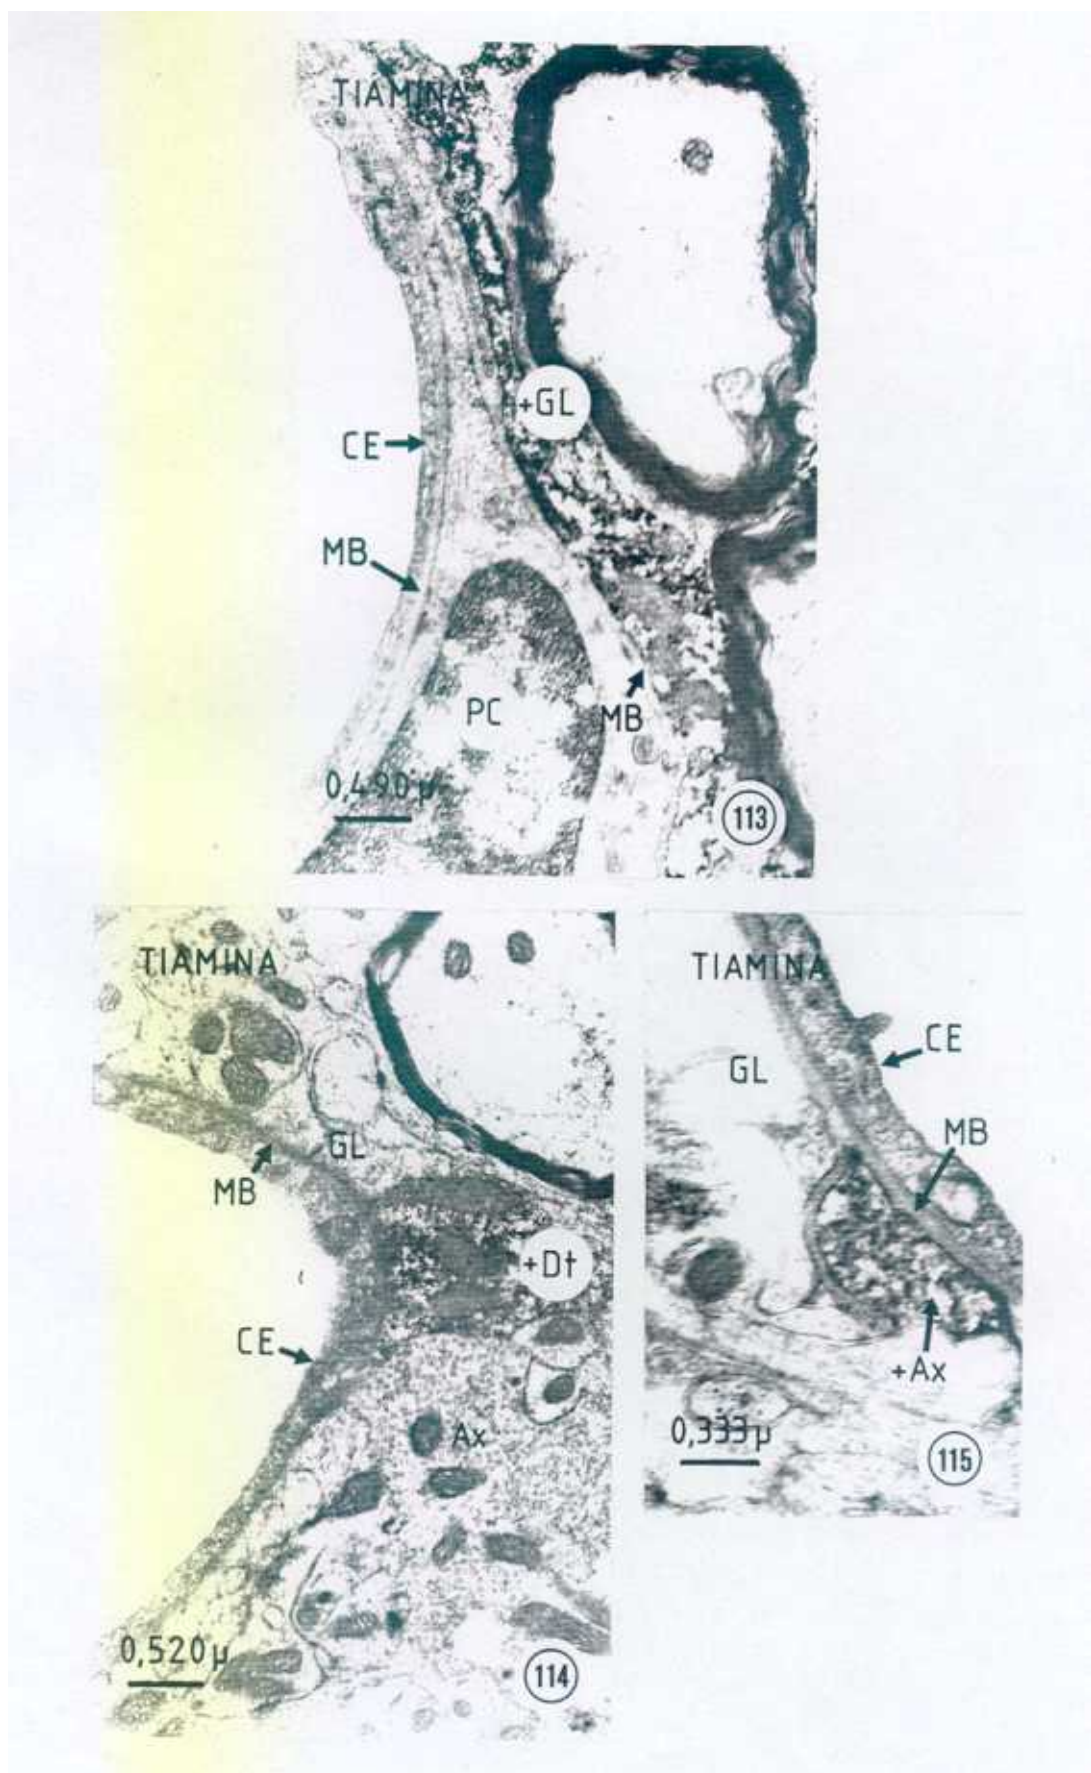 TIAMINA
+GL
CE
MB
PC
MB
0,490 μ
113
TIAMINA
GL
MB
+Dt
CE
Ax
0,520 μ
114
TIAMINA
CE
GL
MB
+Ax
0,333 μ
115